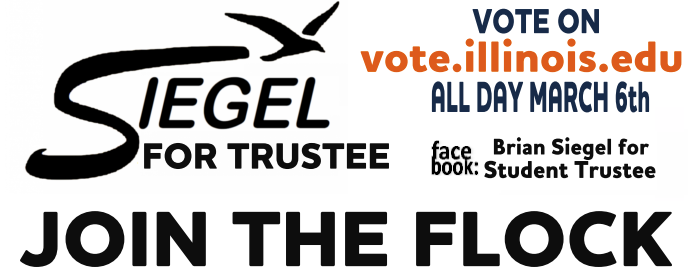 SIEGEL
FOR TRUSTEE
VOTE ON
vote.illinois.edu
ALL DAY MARCH 6th
face
book:
Brian Siegel for
Student Trustee
JOIN THE FLOCK